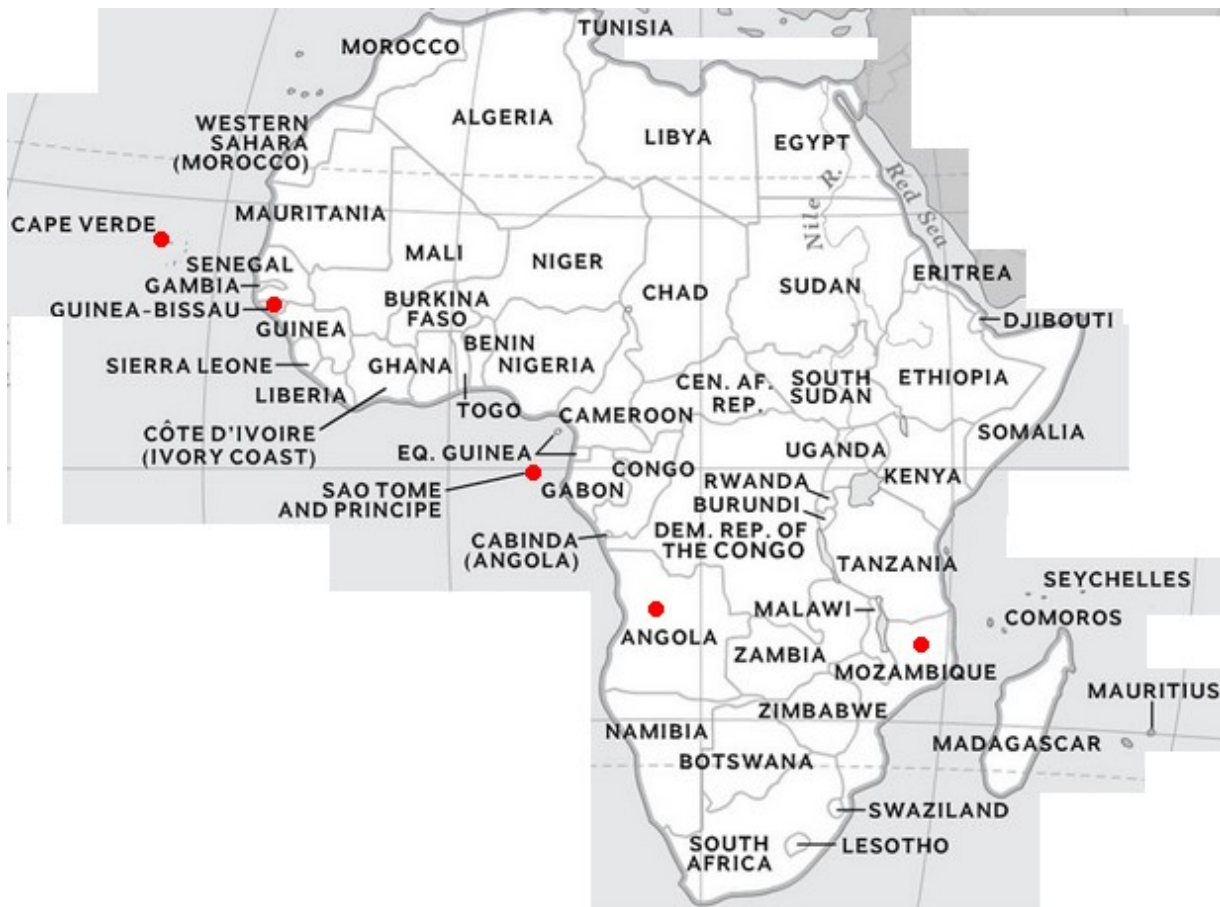 TUNISIA
MOROCCO
ALGERIA
LIBYA
EGYPT
WESTERN
SAHARA
(MOROCCO)
Nile R.
Red Sea
MAURITANIA
CAPE VERDE
MALI
NIGER
CHAD
SUDAN
ERITREA
SENEGAL
GAMBIA
GUINEA-BISSAU
BURKINA
FASO
DJIBOUTI
GUINEA
BENIN
NIGERIA
GHANA
SIERRA LEONE
LIBERIA
TOGO
CEN. AF.
REP.
SOUTH
SUDAN
ETHIOPIA
CAMEROON
CÔTE D'IVOIRE
(IVORY COAST)
SOMALIA
EQ. GUINEA
UGANDA
CONGO
KENYA
SAO TOME
AND PRINCIPE
GABON
RWANDA
BURUNDI
DEM. REP. OF
THE CONGO
CABINDA
(ANGOLA)
TANZANIA
SEYCHELLES
MALAWI
COMOROS
ANGOLA
ZAMBIA
MOZAMBIQUE
MAURITIUS
ZIMBABWE
NAMIBIA
MADAGASCAR
BOTSWANA
SWAZILAND
SOUTH
AFRICA
LESOTHO